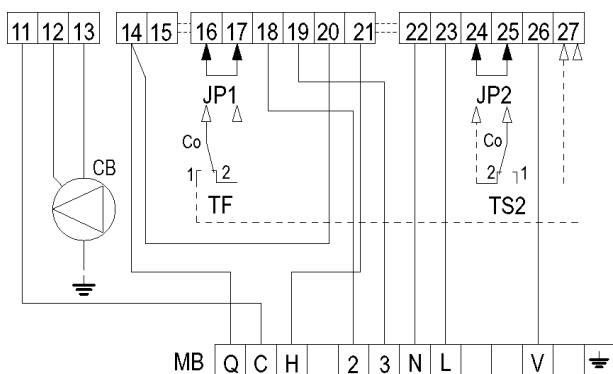 11 12 13 14 15 16 17 18 19 20 21 22 23 24 25 26 27
JP1 JP2
Co Co
CB
1 2 2 1
TF TS2
MB Q C H 2 3 N L V